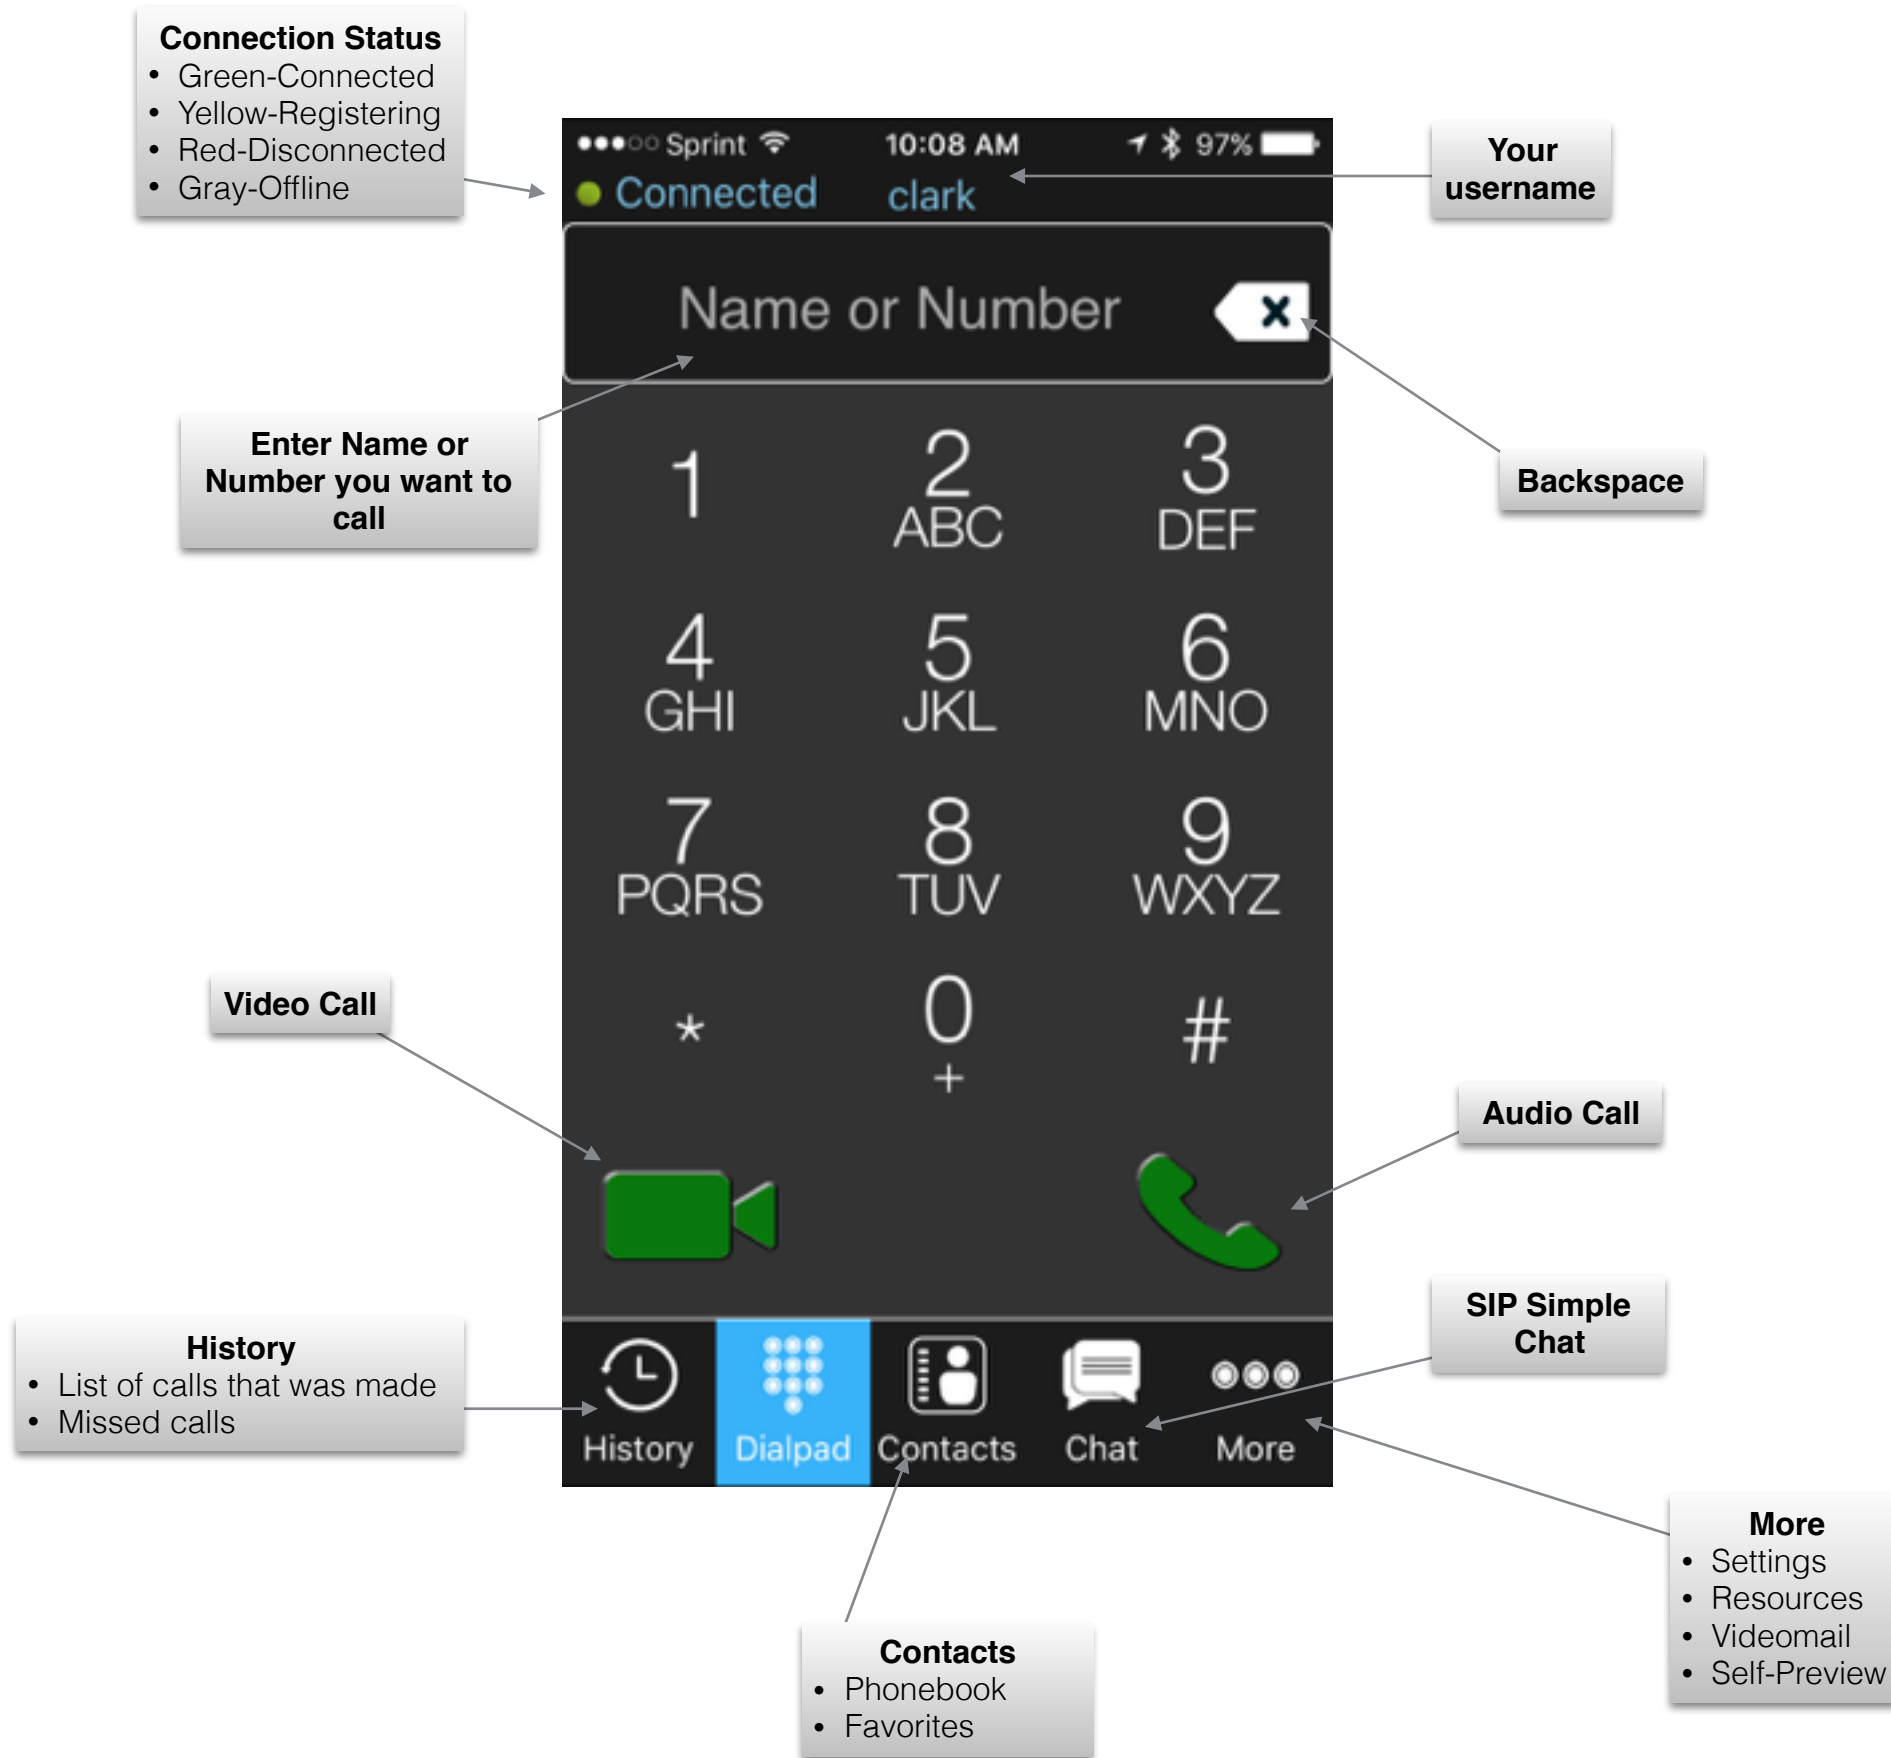 Connection Status
• Green-Connected
• Yellow-Registering
• Red-Disconnected
• Gray-Offline
Sprint 10:08 AM 97%
Connected clark
Your
username
Name or Number
Enter Name or
Number you want to
call
Backspace
1 2 3
ABC DEF
4 5 6
GHI JKL MNO
7 8 9
PQRS TUV WXYZ
* 0 #
+
Video Call
Audio Call
SIP Simple
Chat
History
• List of calls that was made
• Missed calls
History Dialpad Contacts Chat More
More
• Settings
• Resources
• Videomail
• Self-Preview
Contacts
• Phonebook
• Favorites